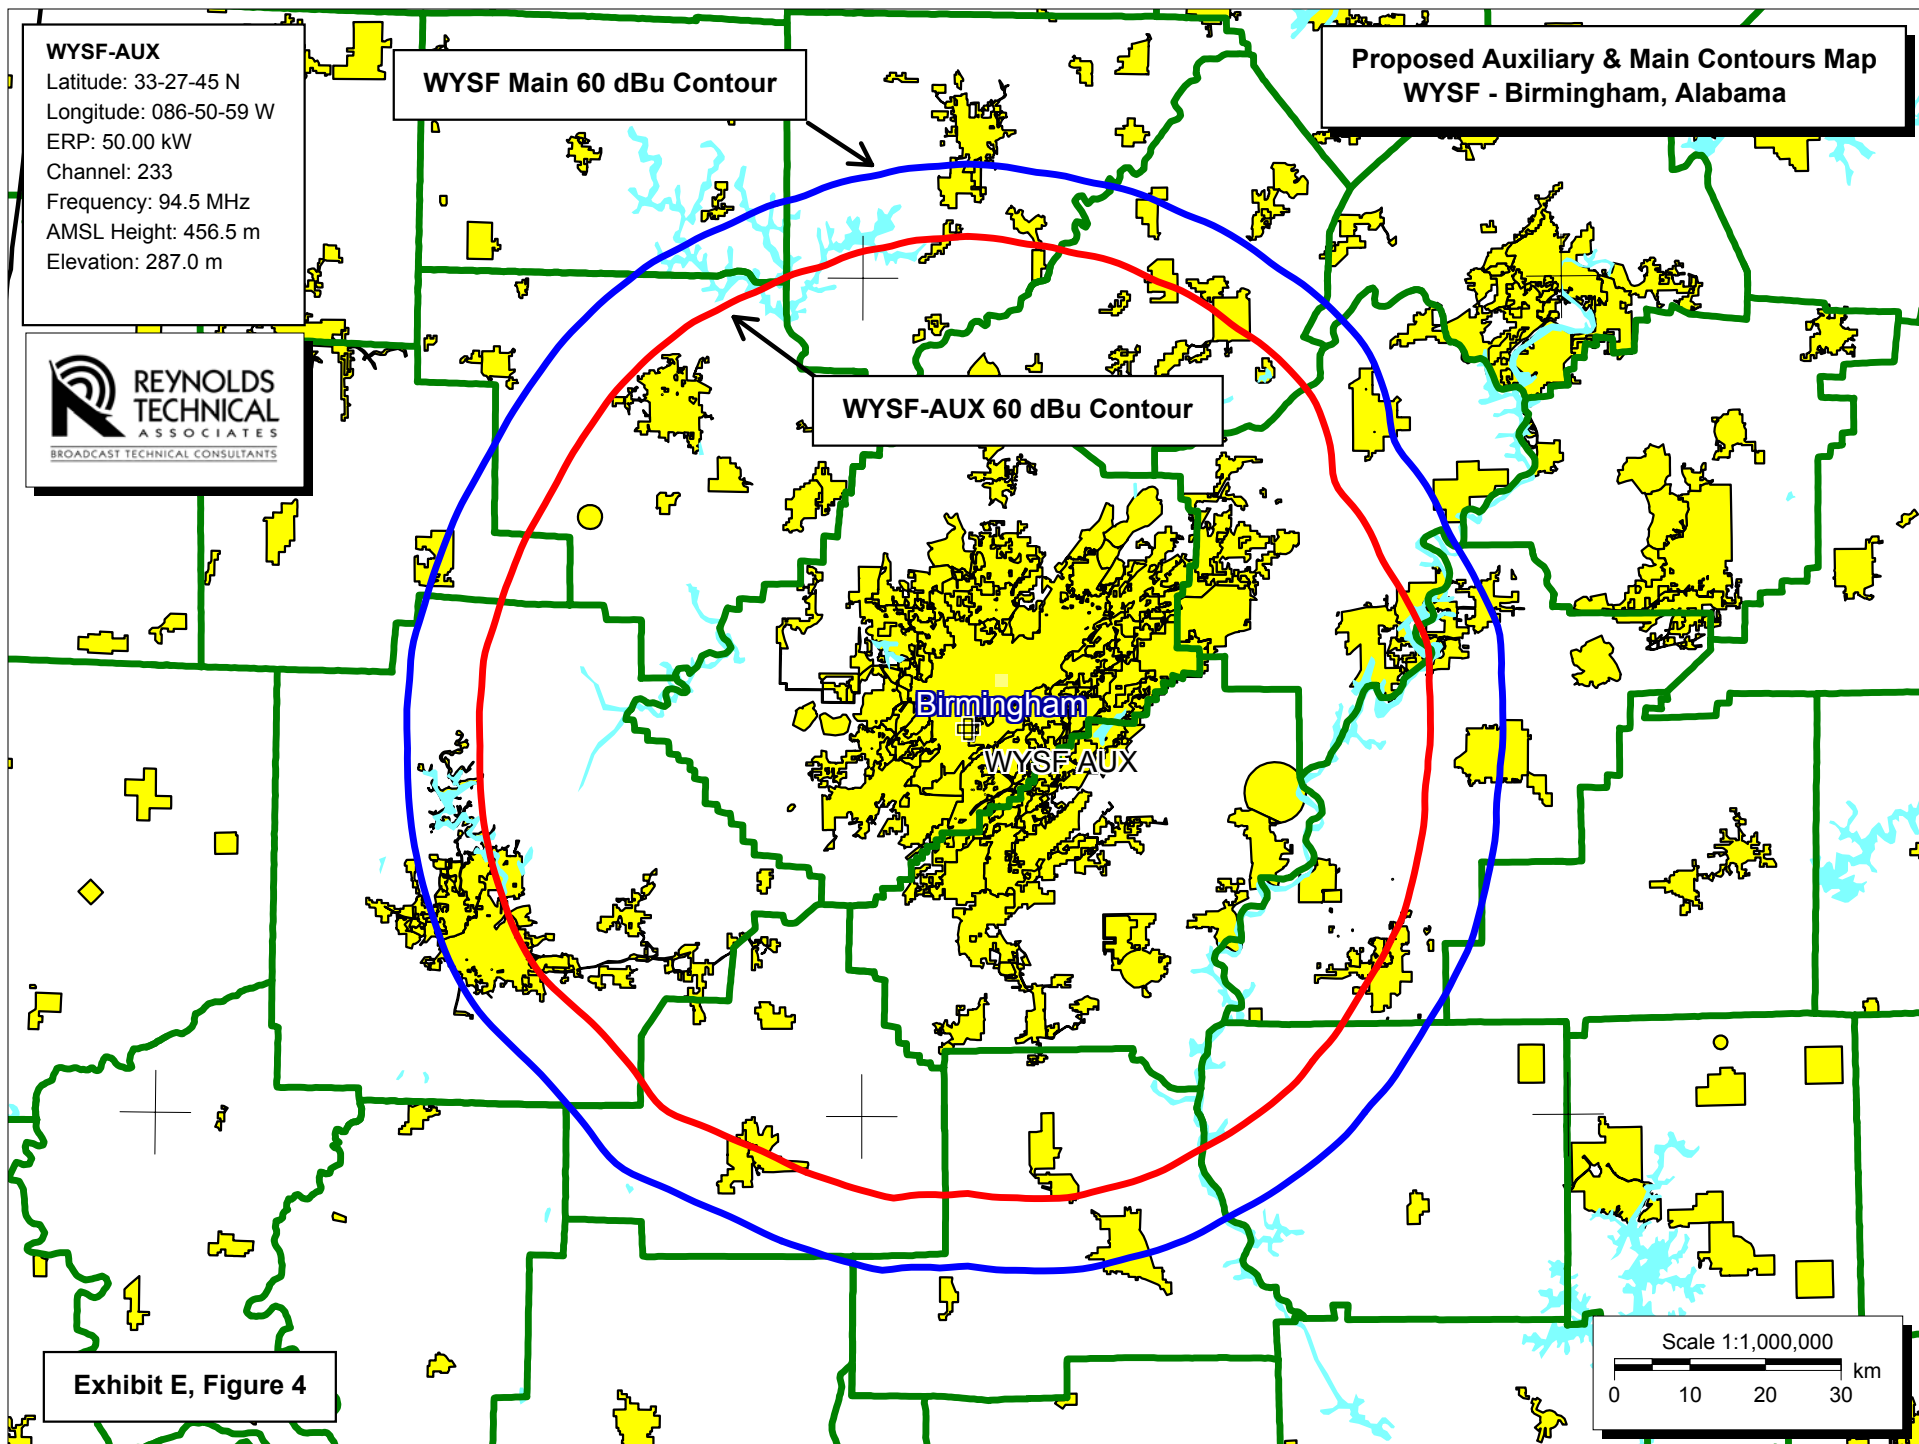 WYSF-AUX
Latitude: 33-27-45 N
Longitude: 086-50-59 W
ERP: 50.00 kW
Channel: 233
Frequency: 94.5 MHz
AMSL Height: 456.5 m
Elevation: 287.0 m
WYSF Main 60 dBu Contour
Proposed Auxiliary & Main Contours Map
WYSF - Birmingham, Alabama
REYNOLDS
TECHNICAL
ASSOCIATES
BROADCAST TECHNICAL CONSULTANTS
WYSF-AUX 60 dBu Contour
Birmingham
WYSF AUX
Exhibit E, Figure 4
Scale 1:1,000,000
km
0 10 20 30